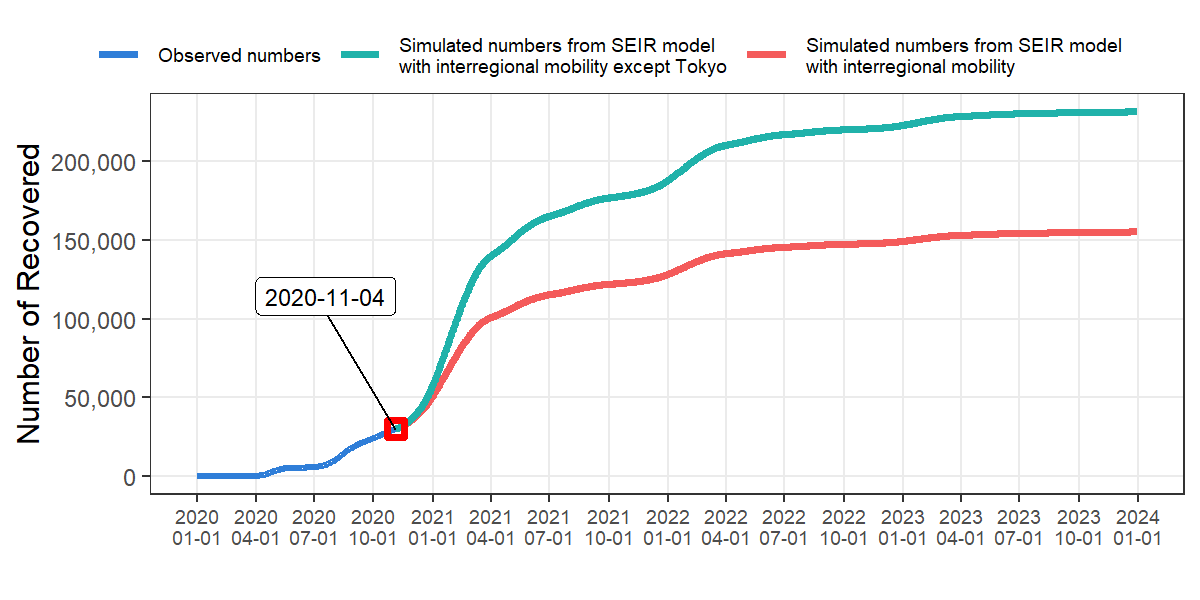 Observed numbers
Simulated numbers from SEIR model
with interregional mobility except Tokyo
Simulated numbers from SEIR model
with interregional mobility
Number of Recovered
200,000
150,000
100,000
50,000
0
2020-11-04
2020 2020 2020 2020 2021 2021 2021 2021 2022 2022 2022 2022 2023 2023 2023 2023 2024
01-01 04-01 07-01 10-01 01-01 04-01 07-01 10-01 01-01 04-01 07-01 10-01 01-01 04-01 07-01 10-01 01-01